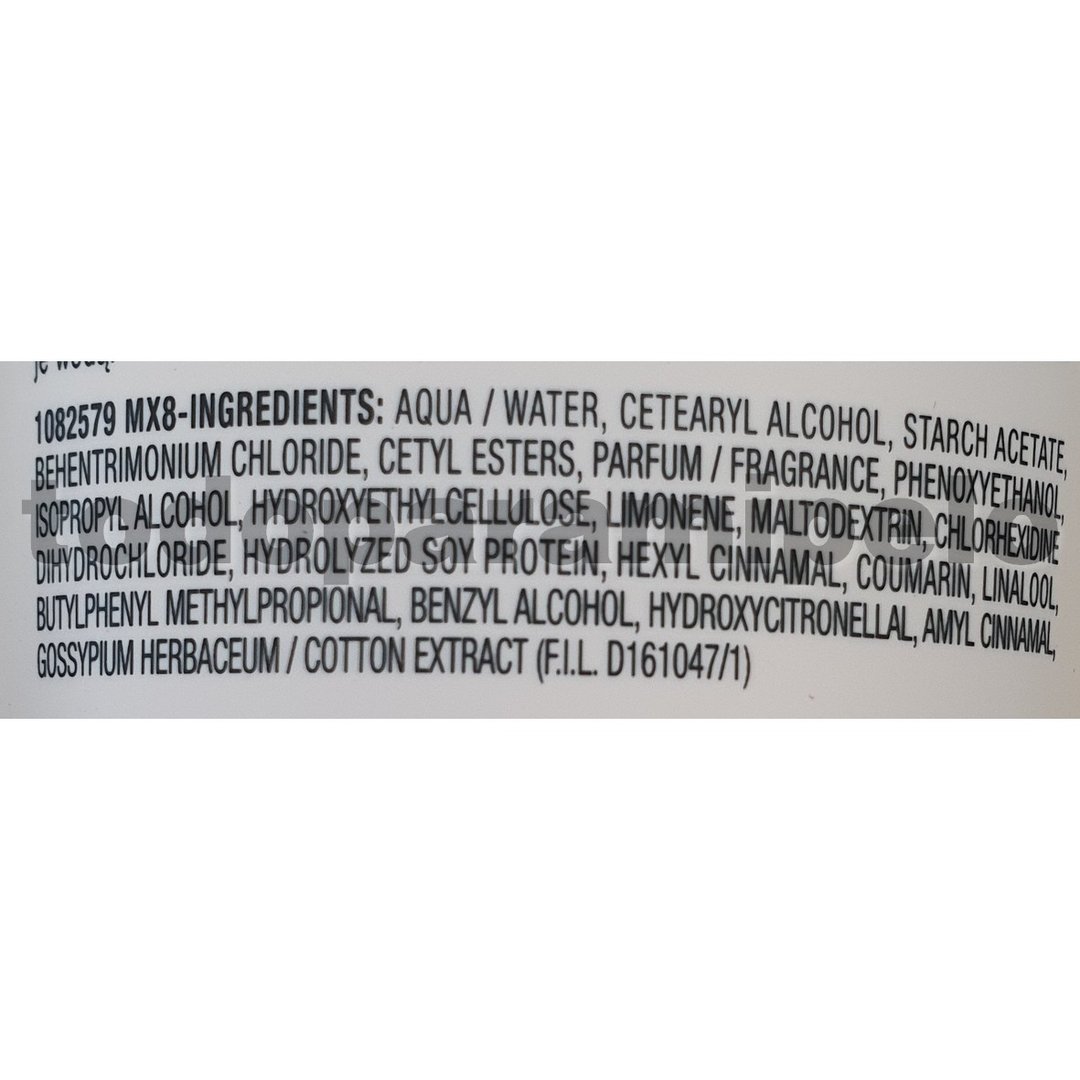 1082579 MX8-INGREDIENTS: AQUA / WATER, CETEARYL ALCOHOL, STARCH ACETATE,
BEHENTRIMONIUM CHLORIDE, CETYL ESTERS, PARFUM / FRAGRANCE, PHENOXYETHANOL,
ISOPROPYL ALCOHOL, HYDROXYETHYLCELLULOSE, LIMONENE, MALTODEXTRIN, CHLORHEXIDINE
DIHYDROCHLORIDE, HYDROLYZED SOY PROTEIN, HEXYL CINNAMAL, COUMARIN, LINALOOL,
BUTYLPHENYL METHYLPROPIONAL, BENZYL ALCOHOL, HYDROXYCITRONELLAL, AMYL CINNAMAL,
GOSSYPIUM HERBACEUM / COTTON EXTRACT (F.I.L. D161047/1)
todoparamipelo